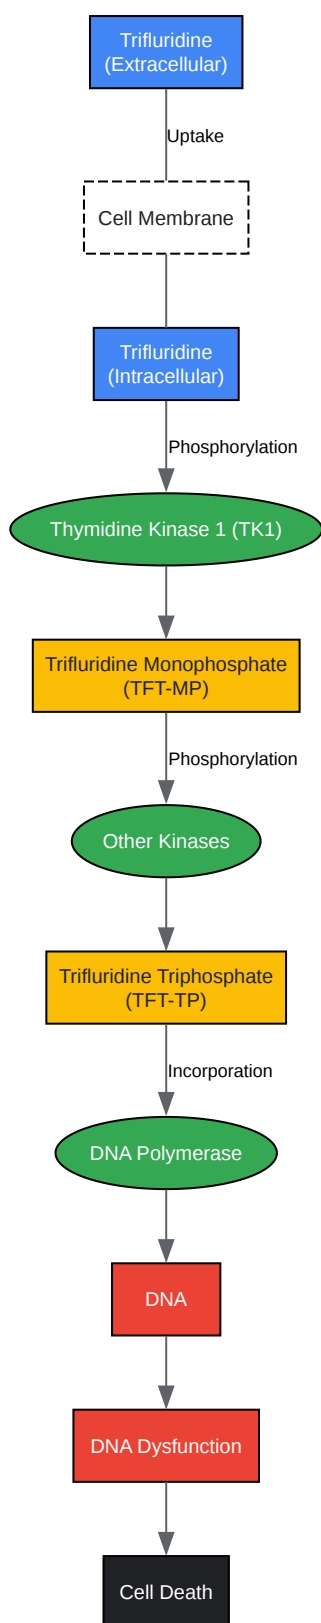 Trifluridine
(Extracellular)
Uptake
Cell Membrane
Trifluridine
(Intracellular)
Phosphorylation
Thymidine Kinase 1 (TK1)
Trifluridine Monophosphate
(TFT-MP)
Phosphorylation
Other Kinases
Trifluridine Triphosphate
(TFT-TP)
Incorporation
DNA Polymerase
DNA
DNA Dysfunction
Cell Death